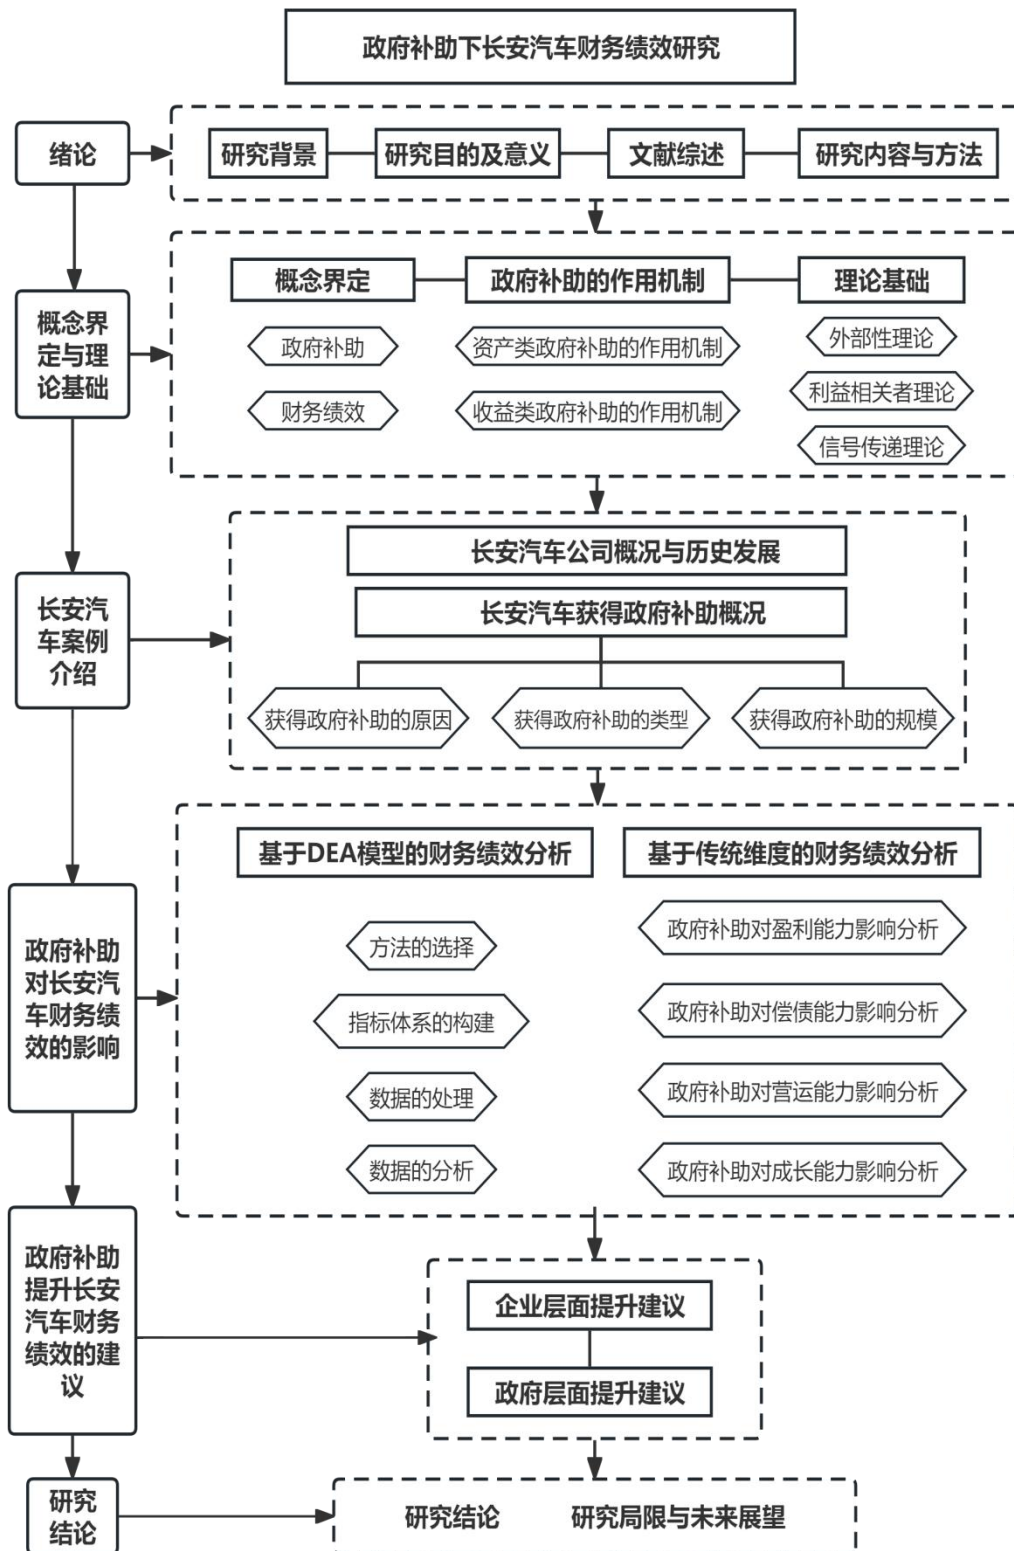 政府补助下长安汽车财务绩效研究
绪论
研究背景
研究目的及意义
文献综述
研究内容与方法
概念界
定与理
论基础
概念界定
政府补助的作用机制
理论基础
政府补助
资产类政府补助的作用机制
外部性理论
财务绩效
收益类政府补助的作用机制
利益相关者理论
信号传递理论
长安汽
车案例
介绍
长安汽车公司概况与历史发展
长安汽车获得政府补助概况
获得政府补助的原因
获得政府补助的类型
获得政府补助的规模
政府补助
对长安汽
车财务绩
效的影响
基于DEA模型的财务绩效分析
基于传统维度的财务绩效分析
方法的选择
指标体系的构建
数据的处理
数据的分析
政府补助对盈利能力影响分析
政府补助对偿债能力影响分析
政府补助对营运能力影响分析
政府补助对成长能力影响分析
政府补助
提升长安
汽车财务
绩效的建
议
企业层面提升建议
政府层面提升建议
研究
结论
研究结论
研究局限与未来展望